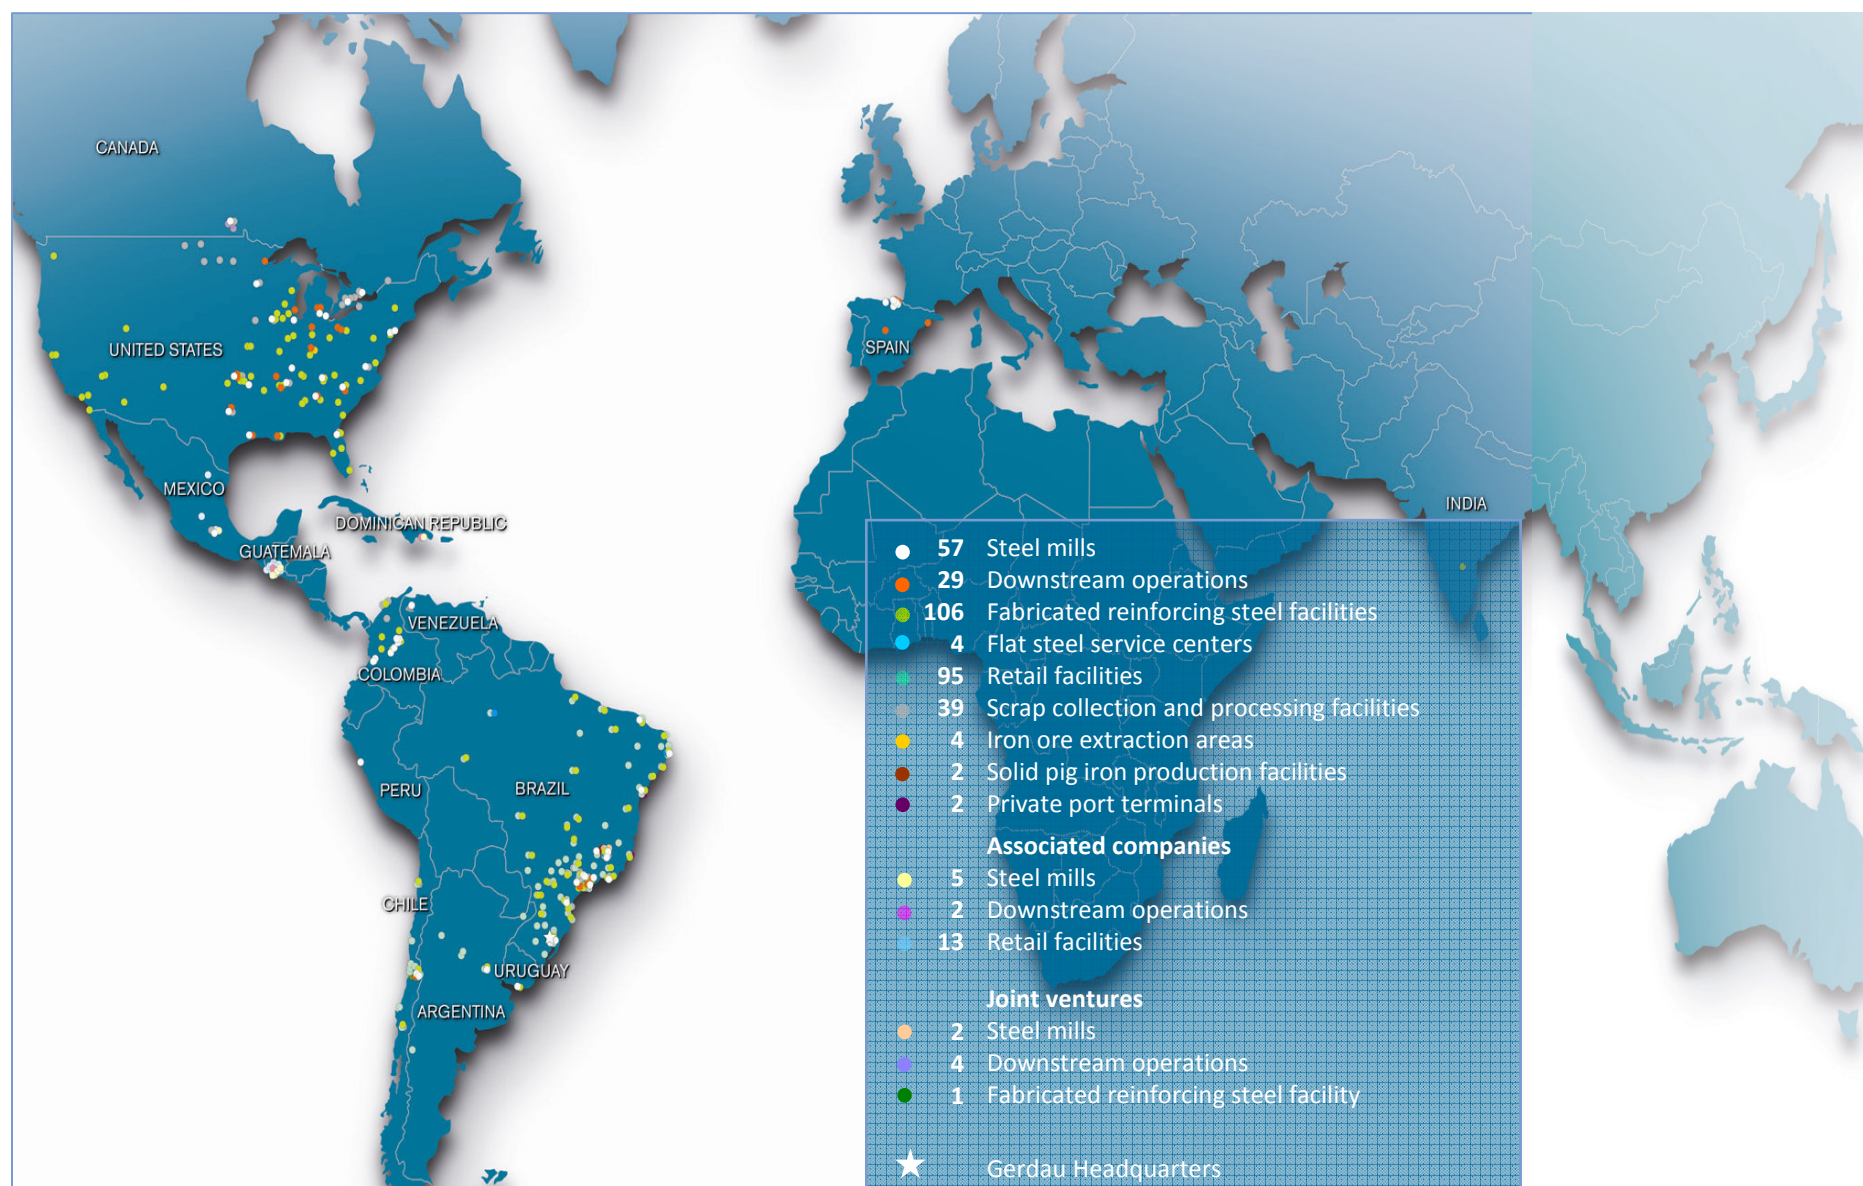 CANADA
UNITED STATES
SPAIN
MEXICO
INDIA
DOMINICAN REPUBLIC
GUATEMALA
VENEZUELA
COLOMBIA
PERU
BRAZIL
CHILE
URUGUAY
ARGENTINA
57 Steel mills
29 Downstream operations
106 Fabricated reinforcing steel facilities
4 Flat steel service centers
95 Retail facilities
39 Scrap collection and processing facilities
4 Iron ore extraction areas
2 Solid pig iron production facilities
2 Private port terminals
Associated companies
5 Steel mills
2 Downstream operations
13 Retail facilities
Joint ventures
2 Steel mills
4 Downstream operations
1 Fabricated reinforcing steel facility
Gerdau Headquarters